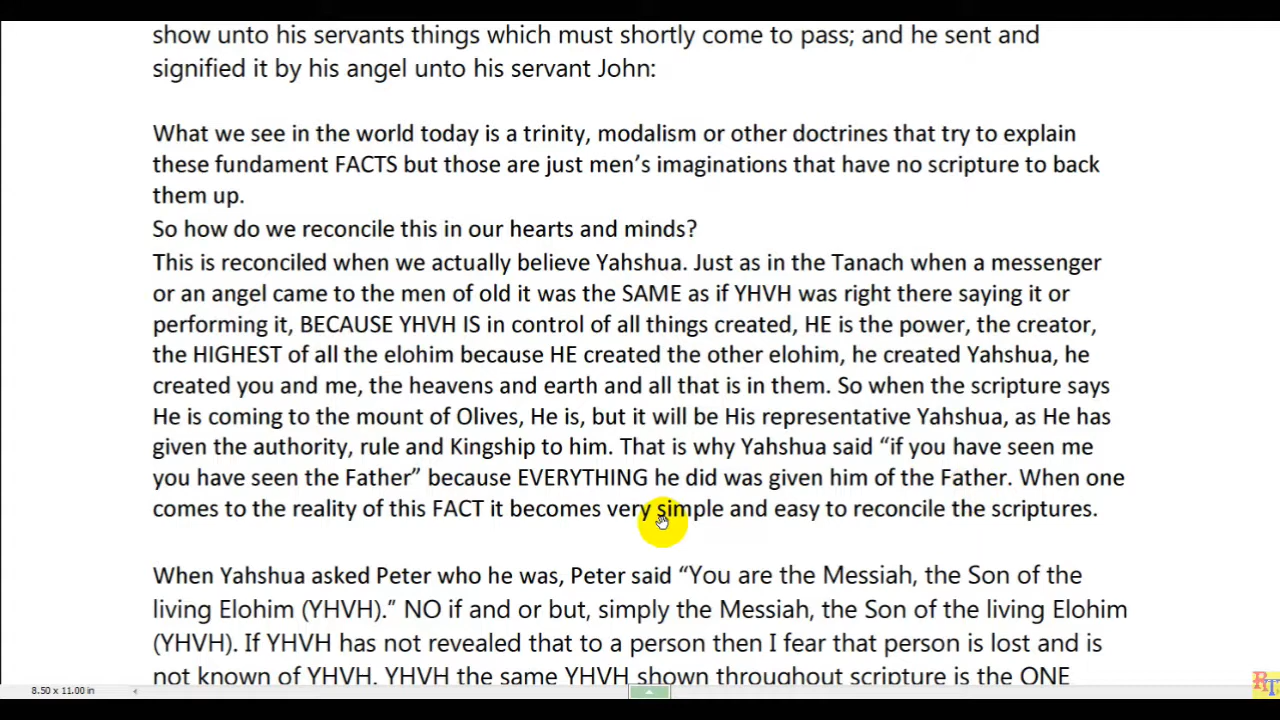 show unto his servants things which must shortly come to pass; and he sent and
signified it by his angel unto his servant John:
What we see in the world today is a trinity, modalism or other doctrines that try to explain
these fundament FACTS but those are just men’s imaginations that have no scripture to back
them up.
So how do we reconcile this in our hearts and minds?
This is reconciled when we actually believe Yahshua. Just as in the Tanach when a messenger
or an angel came to the men of old it was the SAME as if YHVH was right there saying it or
performing it, BECAUSE YHVH IS in control of all things created, HE is the power, the creator,
the HIGHEST of all the elohim because HE created the other elohim, he created Yahshua, he
created you and me, the heavens and earth and all that is in them. So when the scripture says
He is coming to the mount of Olives, He is, but it will be His representative Yahshua, as He has
given the authority, rule and Kingship to him. That is why Yahshua said “if you have seen me
you have seen the Father” because EVERYTHING he did was given him of the Father. When one
comes to the reality of this FACT it becomes very simple and easy to reconcile the scriptures.
When Yahshua asked Peter who he was, Peter said “You are the Messiah, the Son of the
living Elohim (YHVH).” NO if and or but, simply the Messiah, the Son of the living Elohim
(YHVH). If YHVH has not revealed that to a person then I fear that person is lost and is
not known of YHVH. YHVH the same YHVH shown throughout scripture is the ONE
8.50 x 11.00 in
RT